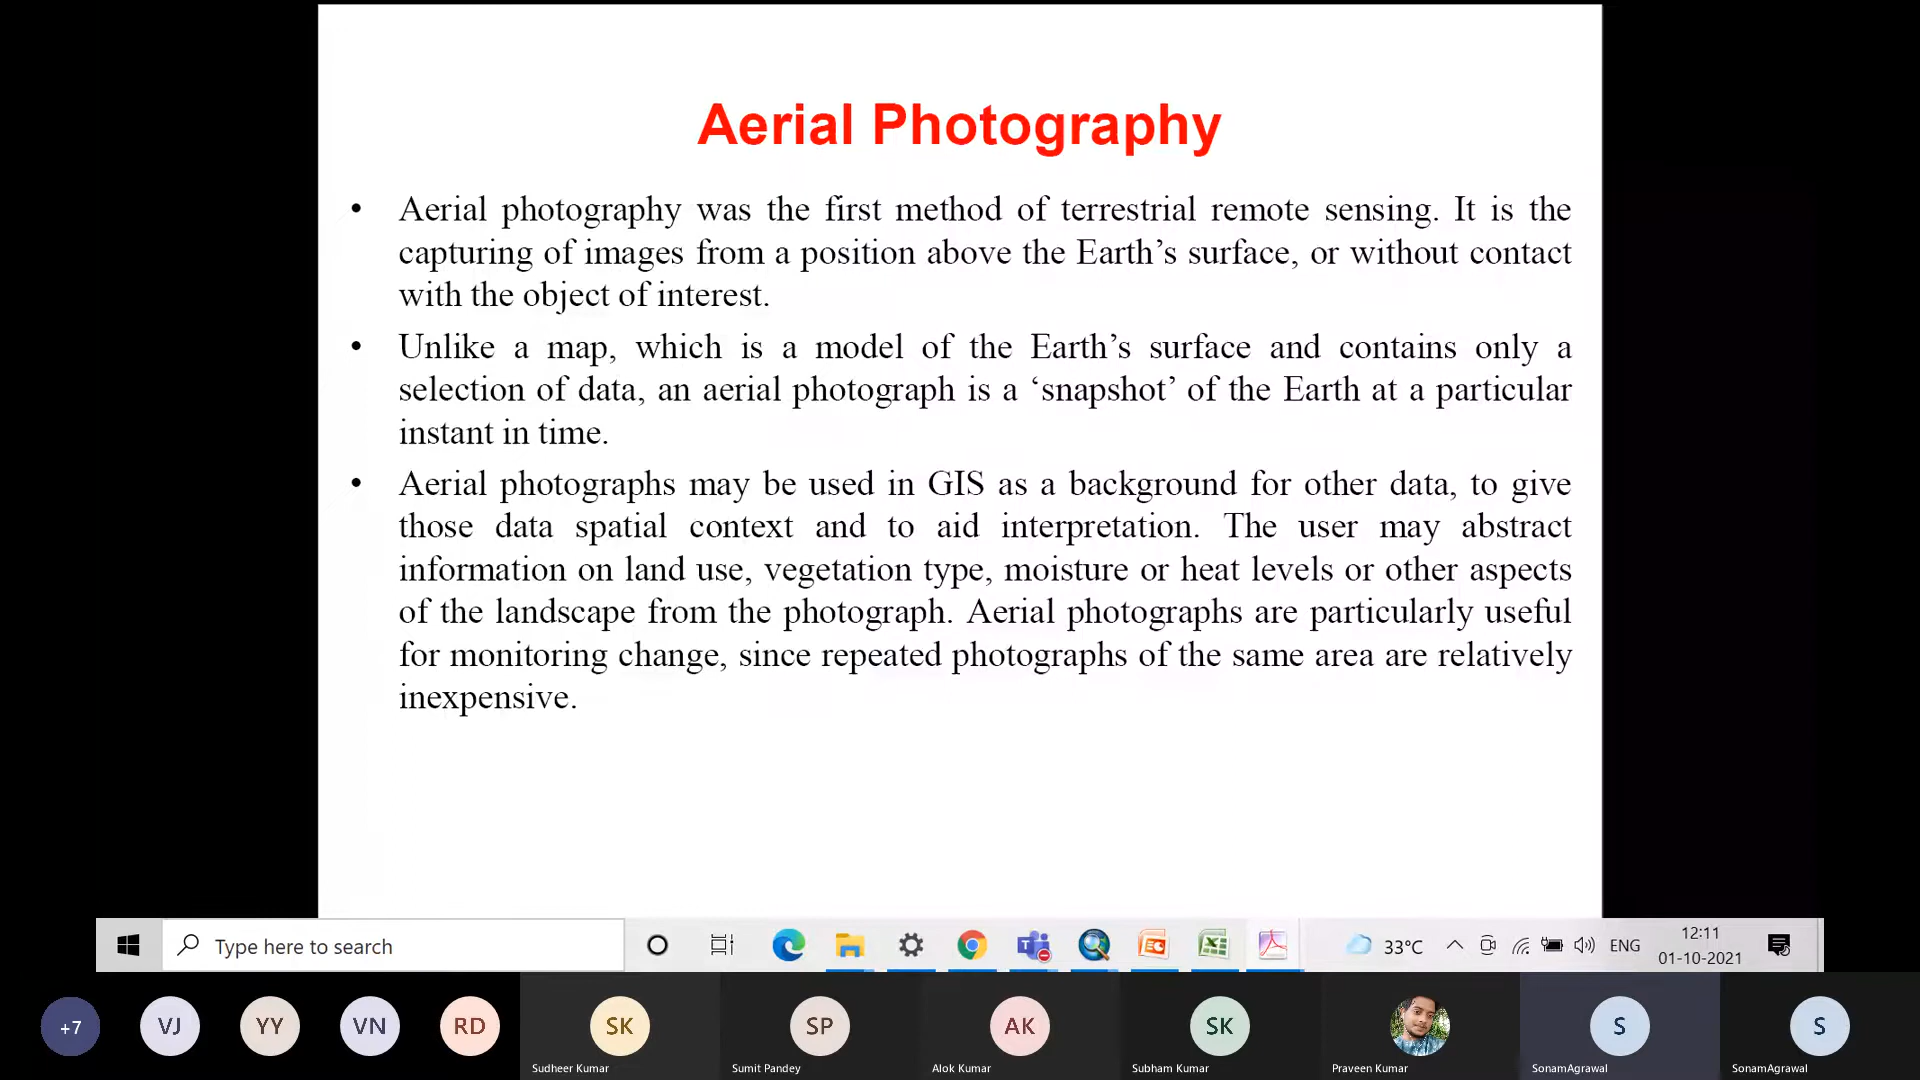 Aerial Photography
• Aerial photography was the first method of terrestrial remote sensing. It is the
capturing of images from a position above the Earth’s surface, or without contact
with the object of interest.
• Unlike a map, which is a model of the Earth’s surface and contains only a
selection of data, an aerial photograph is a ‘snapshot’ of the Earth at a particular
instant in time.
• Aerial photographs may be used in GIS as a background for other data, to give
those data spatial context and to aid interpretation. The user may abstract
information on land use, vegetation type, moisture or heat levels or other aspects
of the landscape from the photograph. Aerial photographs are particularly useful
for monitoring change, since repeated photographs of the same area are relatively
inexpensive.
Type here to search
33°C
ENG
12:11
01-10-2021
+7
VJ
YY
VN
RD
SK
SP
AK
SK
S
S
Sudheer Kumar
Sumit Pandey
Alok Kumar
Subham Kumar
Praveen Kumar
SonamAgrawal
SonamAgrawal